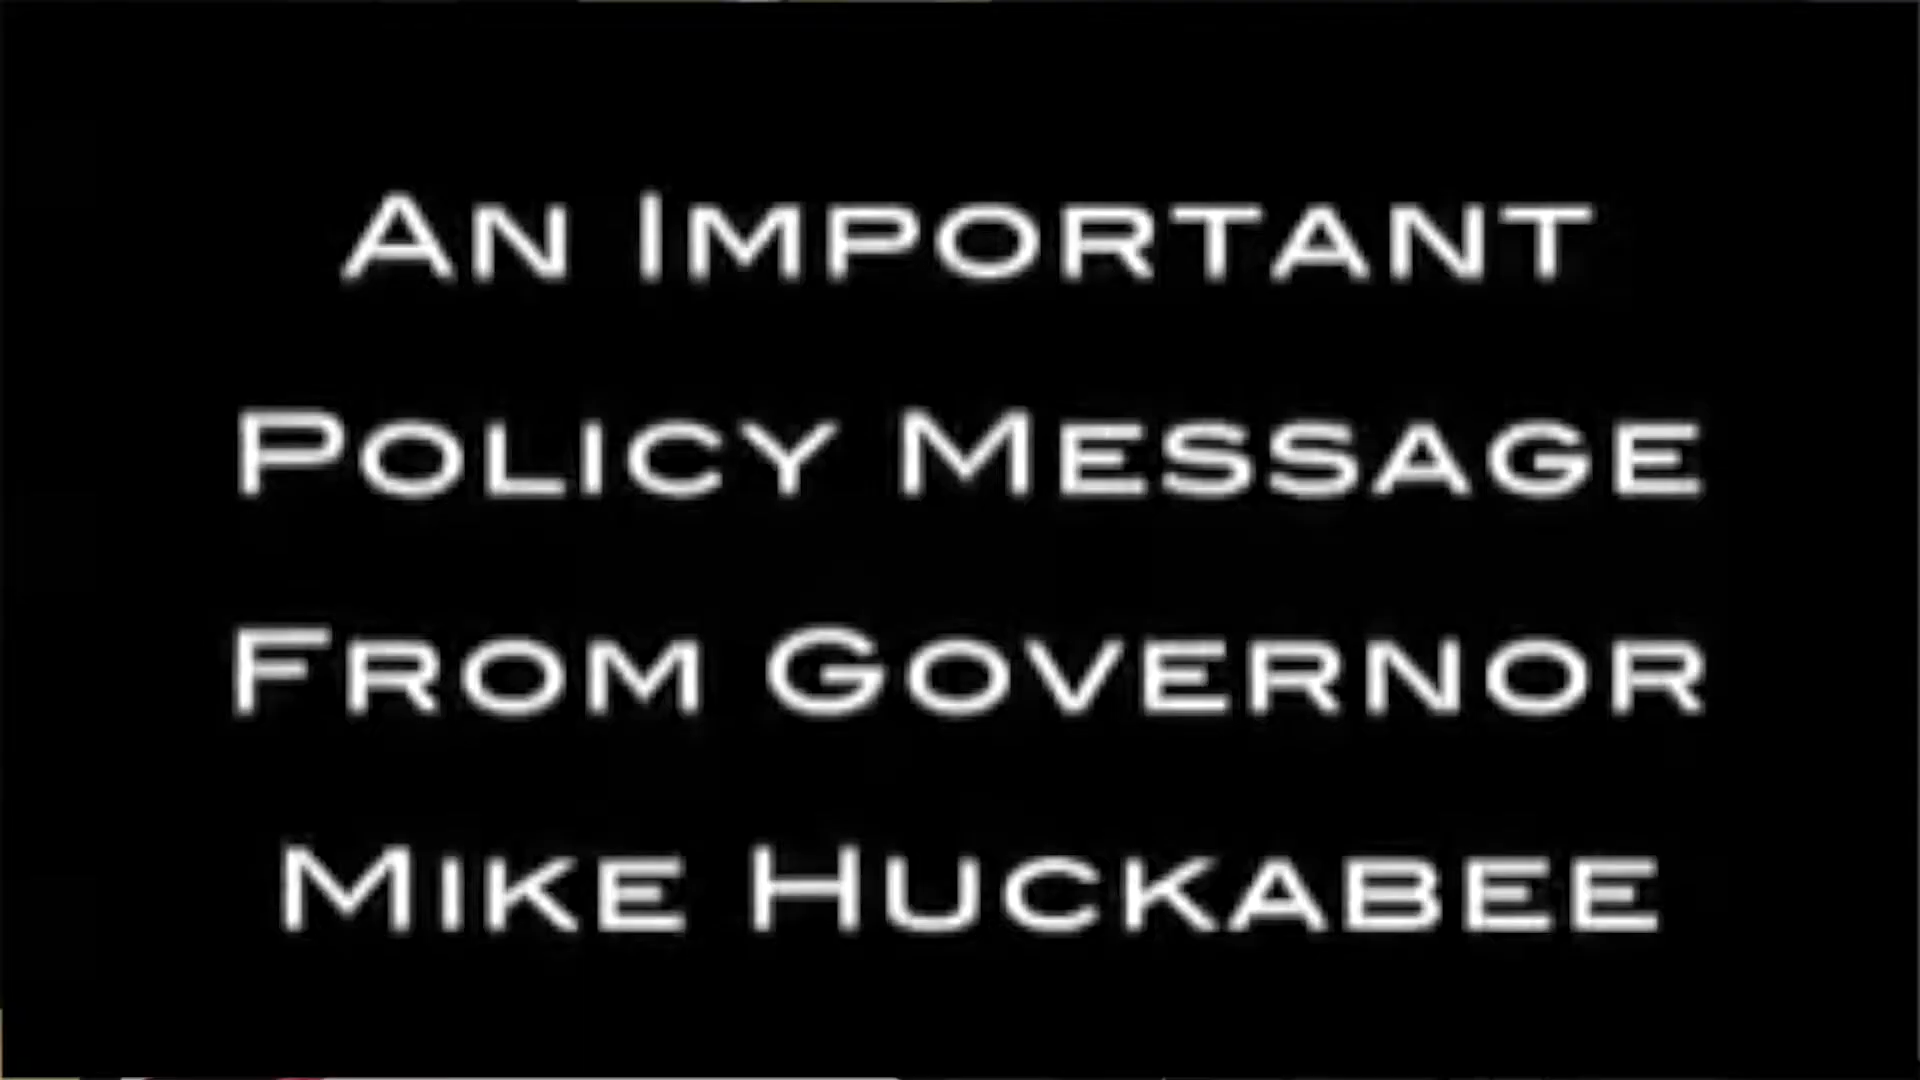 An Important
Policy Message
From Governor
Mike Huckabee